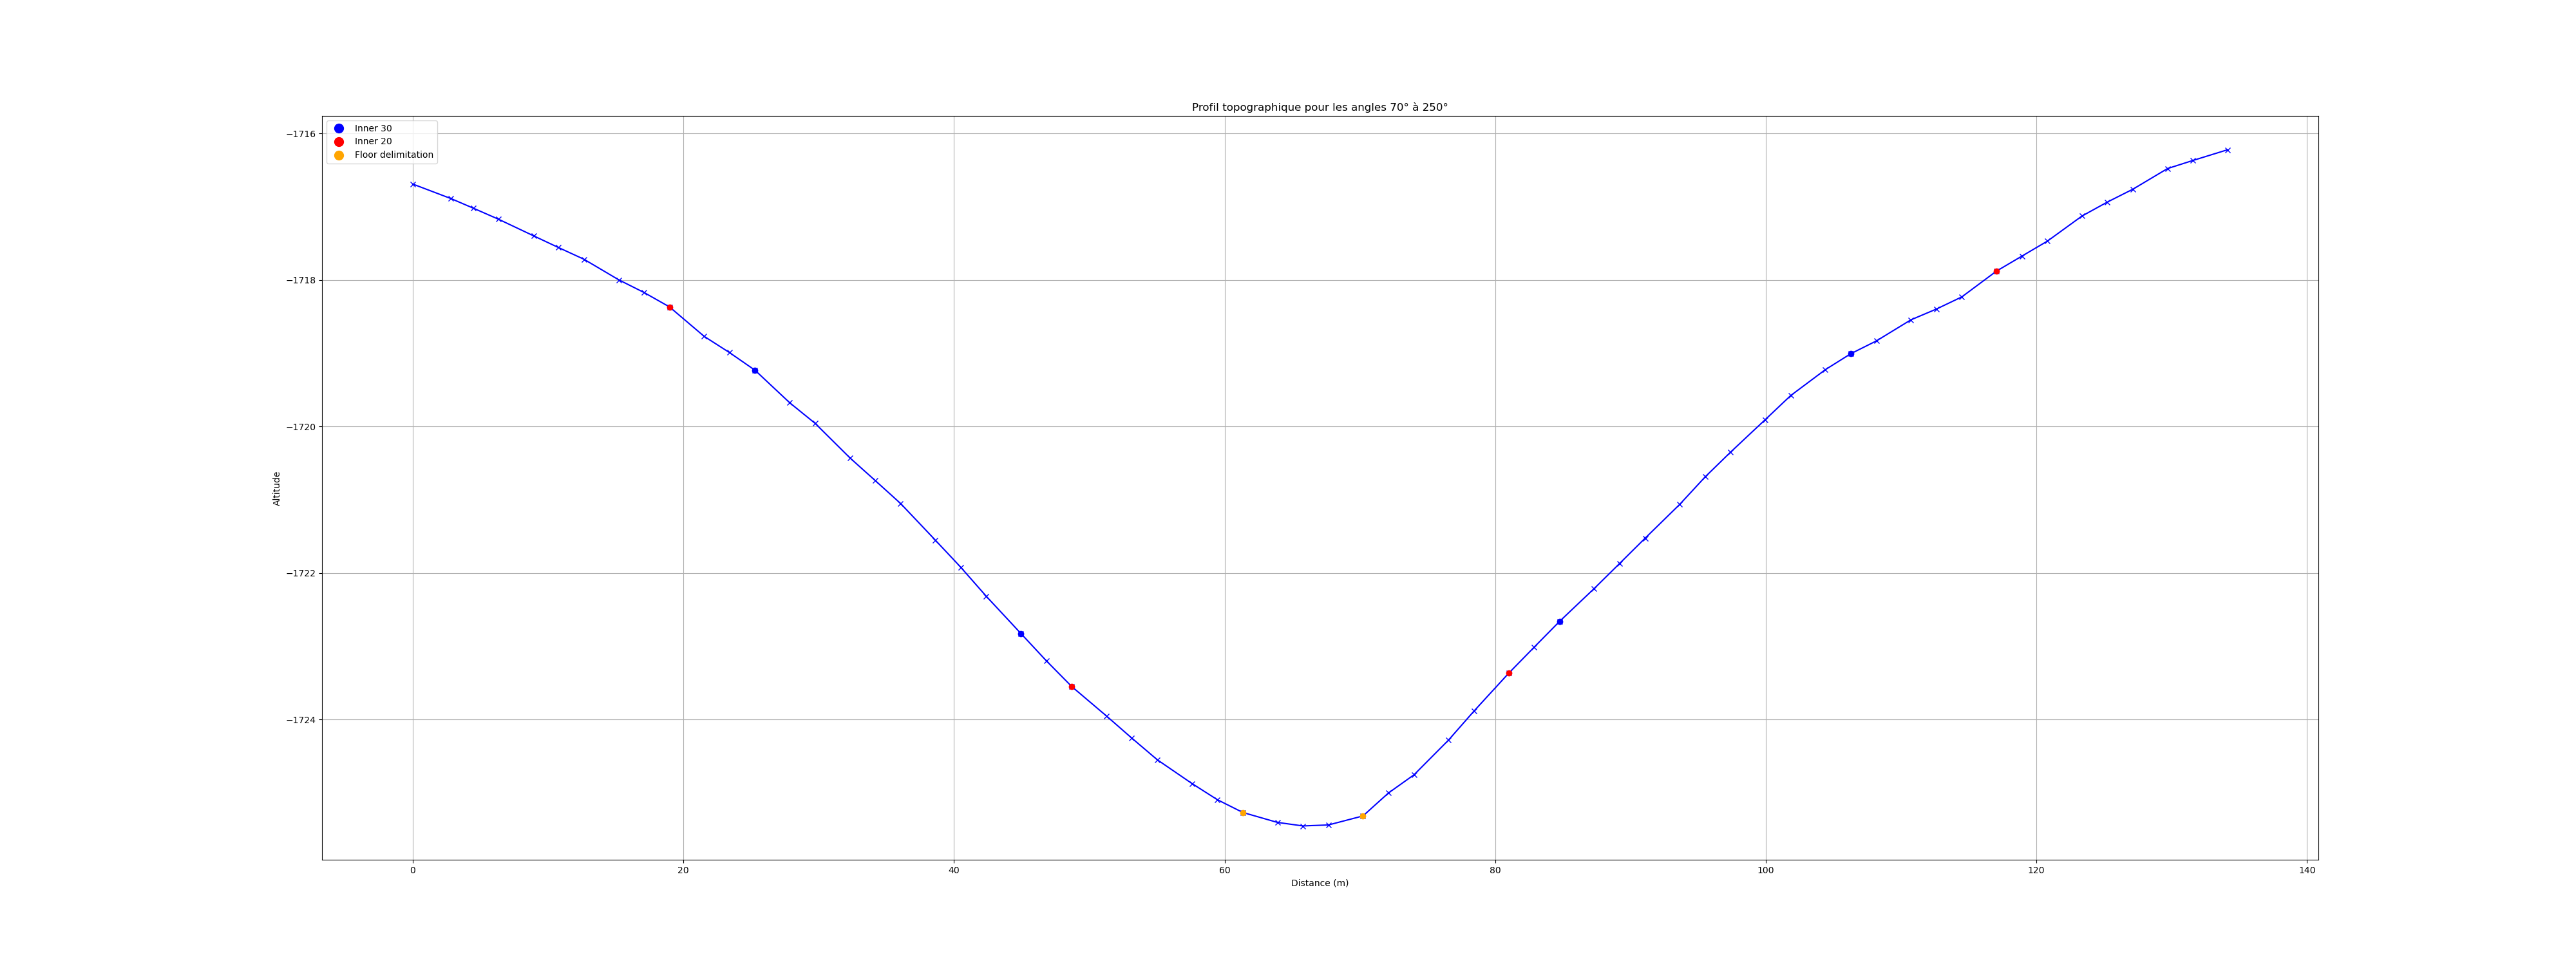 Profil topographique pour les angles 70° à 250°
Inner 30
Inner 20
Floor delimitation
−1716
−1718
−1720
−1722
−1724
Altitude
0 20 40 60 80 100 120 140
Distance (m)